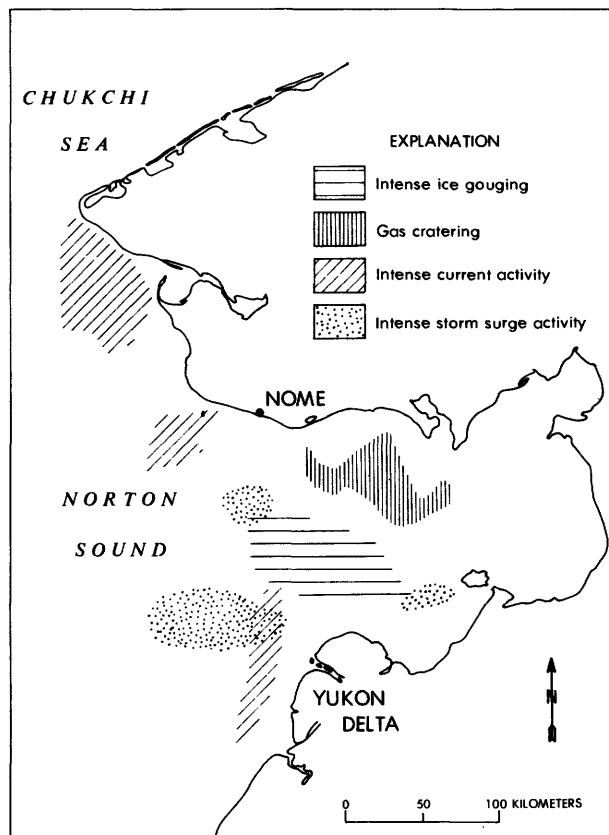 CHUKCHI
SEA
EXPLANATION
Intense ice gouging
Gas cratering
Intense current activity
Intense storm surge activity
NOME
NORTON
SOUND
YUKON
DELTA
N
0 50 100 KILOMETERS